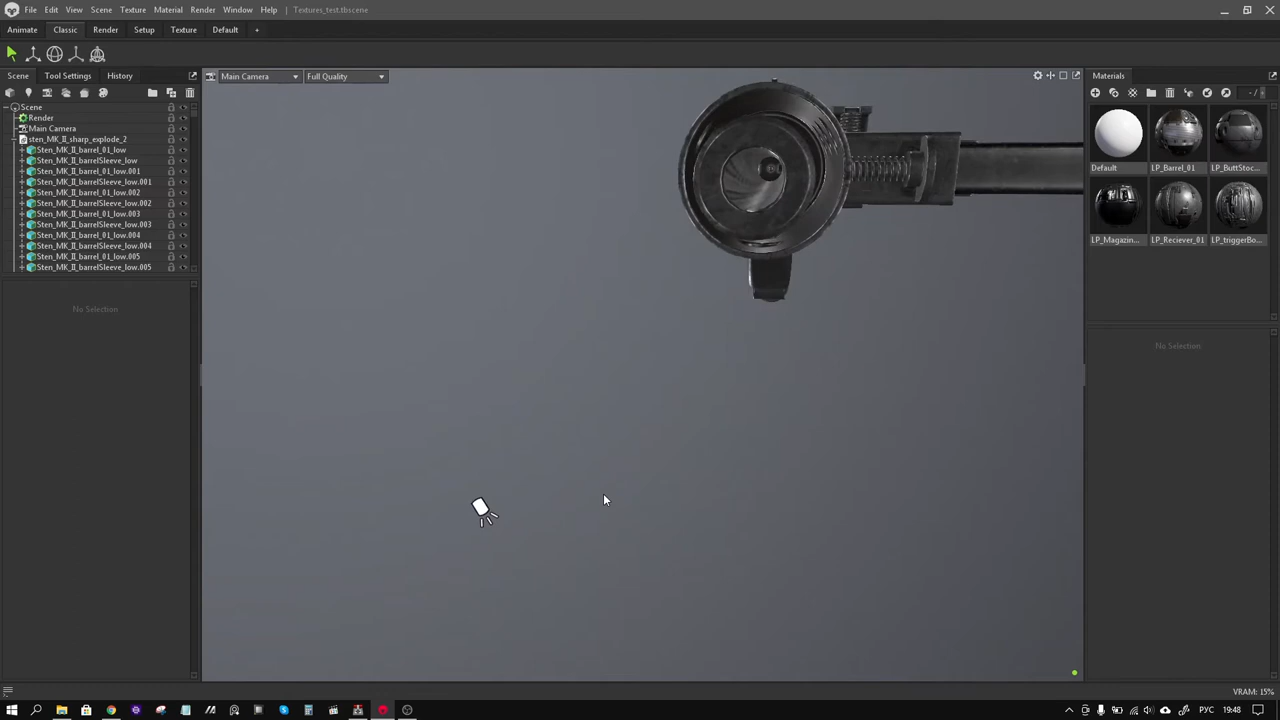 File Edit View Scene Texture Material Render Window Help Textures_test.tbscene
Animate Classic Render Setup Texture Default +
Scene Tool Settings History
Main Camera Full Quality
Materials
Scene
Render
Main Camera
sten_MK_II_sharp_explode_2
Sten_MK_II_barrel_01_low
Sten_MK_II_barrelSleeve_low
Sten_MK_II_barrel_01_low.001
Sten_MK_II_barrelSleeve_low.001
Sten_MK_II_barrel_01_low.002
Sten_MK_II_barrelSleeve_low.002
Sten_MK_II_barrel_01_low.003
Sten_MK_II_barrelSleeve_low.003
Sten_MK_II_barrel_01_low.004
Sten_MK_II_barrelSleeve_low.004
Sten_MK_II_barrel_01_low.005
Sten_MK_II_barrelSleeve_low.005
No Selection
- /
Default LP_Barrel_01 LP_ButtStoc...
LP_Magazin... LP_Reciever_01 LP_triggerBo...
No Selection
VRAM: 15%
РУС 19:48